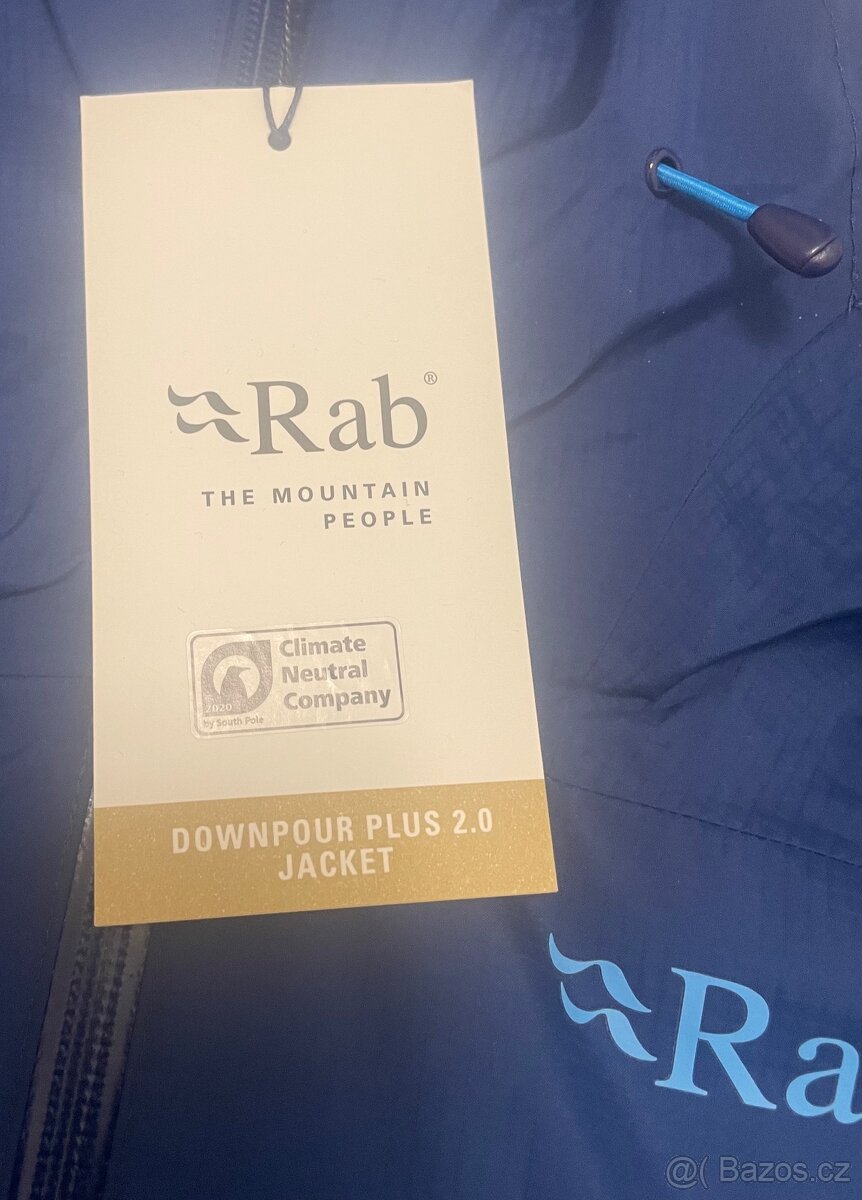 Rab®
THE MOUNTAIN
PEOPLE
Climate
Neutral
Company
2020
by South Pole
DOWNPOUR PLUS 2.0
JACKET
Ra
@( Bazos.cz